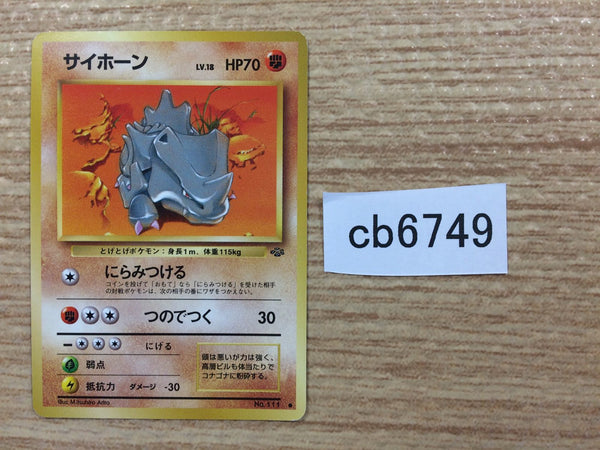 サイホーン LV.18 HP70
とげとげポケモン：身長1m、体重115kg
にらみつける
コインを投げて「おもて」なら「にらみつける」を受けた相手
の対戦ポケモンは、次の相手の番にワザをつかえない。
つのでつく 30
にげる
弱点
抵抗力 ダメージ -30
頭は悪いが力は強く、
高層ビルも体当たりで
コナゴナに粉砕する。
Illus. Mitsuhiro Arita
No.111
cb6749